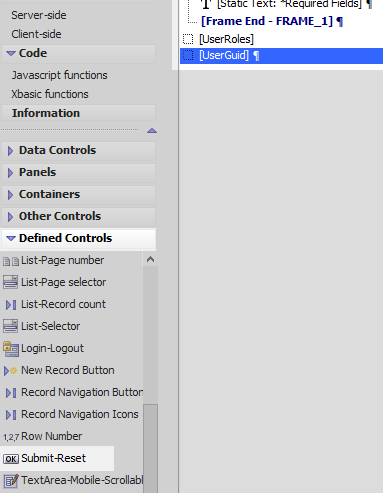 Server-side
Client-side
Code
Javascript functions
Xbasic functions
Information
Data Controls
Panels
Containers
Other Controls
Defined Controls
List-Page number
List-Page selector
List-Record count
List-Selector
Login-Logout
New Record Button
Record Navigation Button
Record Navigation Icons
1,2,7 Row Number
OK Submit-Reset
TextArea-Mobile-Scrollabl
T [Static Text: *Required Fields] ¶
[Frame End - FRAME_1] ¶
[UserRoles]
[UserGuid] ¶